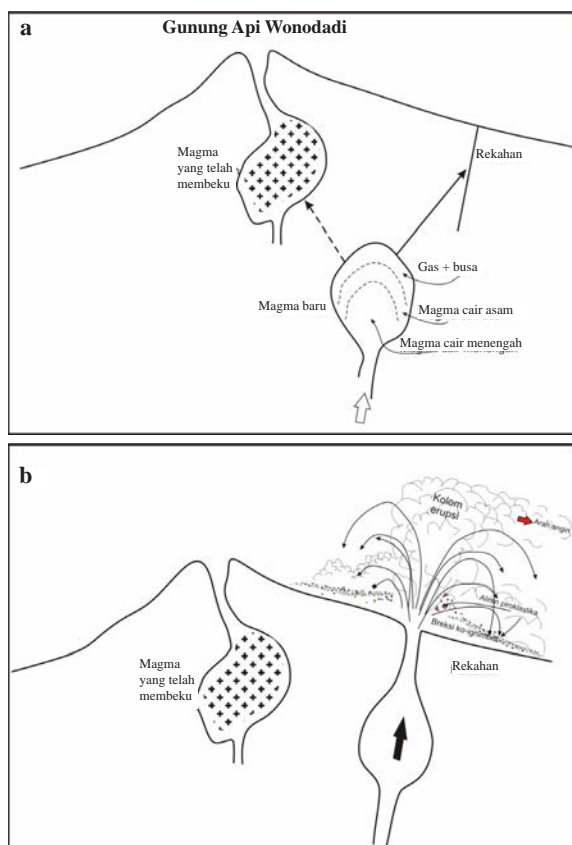 a
Gunung Api Wonodadi
Magma
yang telah
membeku
Rekahan
Gas + busa
Magma baru
Magma cair asam
Magma cair menengah
b
Kolom
erupsi
Arah angin
Aliran piroklastika
Breksi ko-ignimbrit
Rekahan
Magma
yang telah
membeku